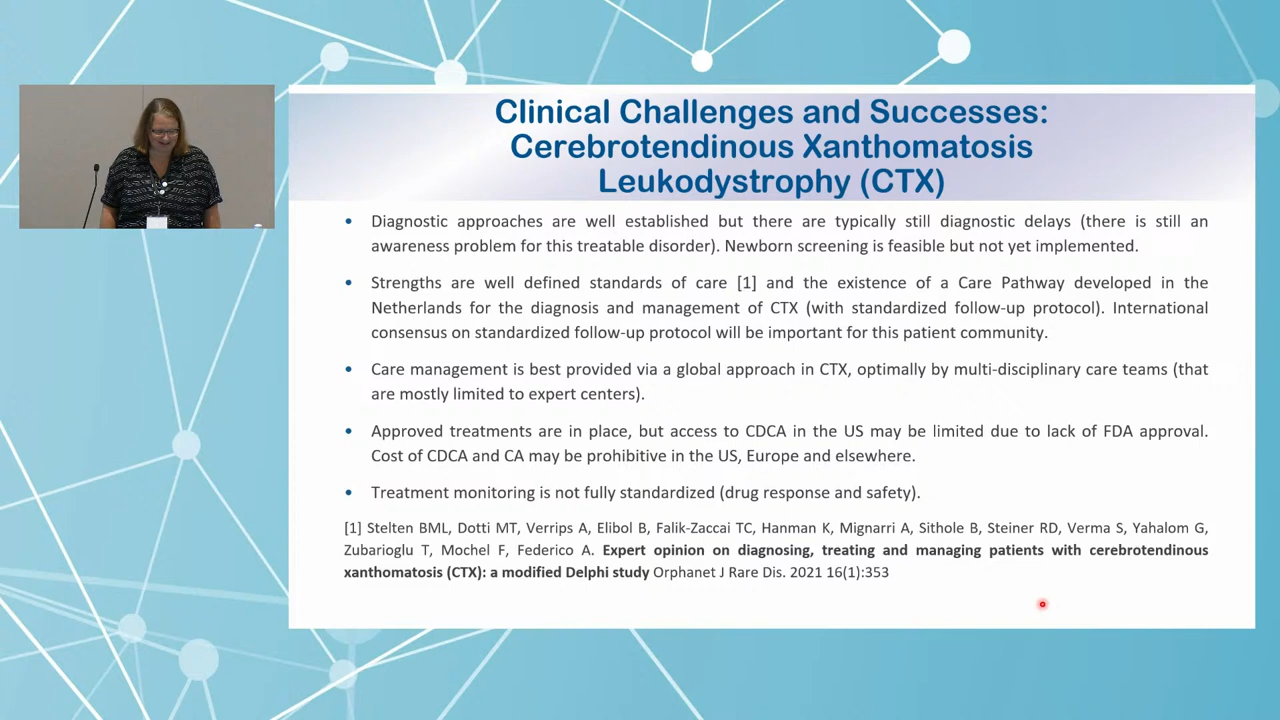 Clinical Challenges and Successes:
Cerebrotendinous Xanthomatosis
Leukodystrophy (CTX)
• Diagnostic approaches are well established but there are typically still diagnostic delays (there is still an
awareness problem for this treatable disorder). Newborn screening is feasible but not yet implemented.
• Strengths are well defined standards of care [1] and the existence of a Care Pathway developed in the
Netherlands for the diagnosis and management of CTX (with standardized follow-up protocol). International
consensus on standardized follow-up protocol will be important for this patient community.
• Care management is best provided via a global approach in CTX, optimally by multi-disciplinary care teams (that
are mostly limited to expert centers).
• Approved treatments are in place, but access to CDCA in the US may be limited due to lack of FDA approval.
Cost of CDCA and CA may be prohibitive in the US, Europe and elsewhere.
• Treatment monitoring is not fully standardized (drug response and safety).
[1] Stelten BML, Dotti MT, Verrips A, Elibol B, Falik-Zaccai TC, Hanman K, Mignarri A, Sithole B, Steiner RD, Verma S, Yahalom G,
Zubarioglu T, Mochel F, Federico A. Expert opinion on diagnosing, treating and managing patients with cerebrotendinous
xanthomatosis (CTX): a modified Delphi study Orphanet J Rare Dis. 2021 16(1):353